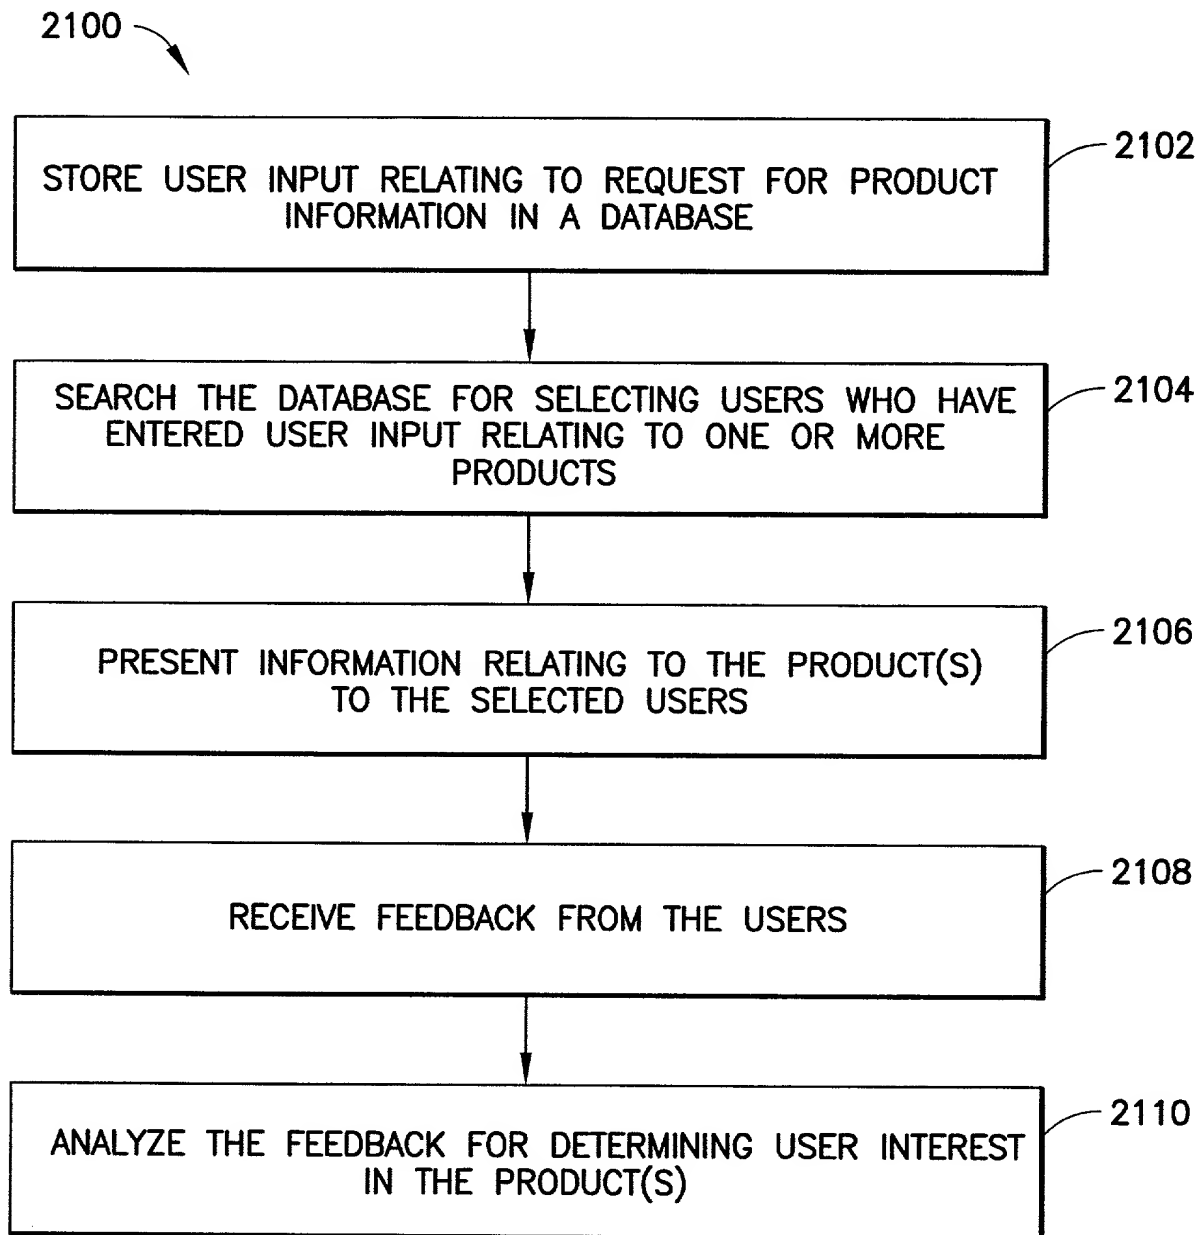 2100
STORE USER INPUT RELATING TO REQUEST FOR PRODUCT
INFORMATION IN A DATABASE
2102
SEARCH THE DATABASE FOR SELECTING USERS WHO HAVE
ENTERED USER INPUT RELATING TO ONE OR MORE
PRODUCTS
2104
PRESENT INFORMATION RELATING TO THE PRODUCT(S)
TO THE SELECTED USERS
2106
RECEIVE FEEDBACK FROM THE USERS
2108
ANALYZE THE FEEDBACK FOR DETERMINING USER INTEREST
IN THE PRODUCT(S)
2110